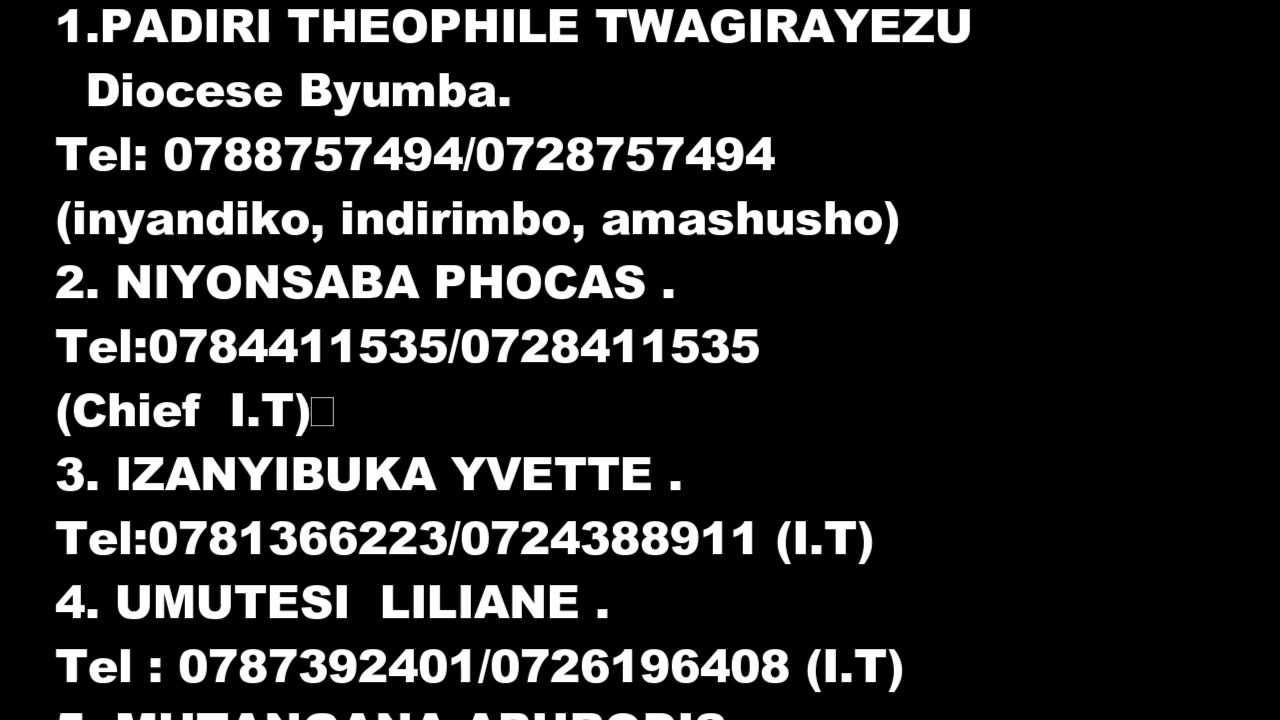 1.PADIRI THEOPHILE TWAGIRAYEZU
Diocese Byumba.
Tel: 0788757494/0728757494
(inyandiko, indirimbo, amashusho)
2. NIYONSABA PHOCAS .
Tel:0784411535/0728411535
(Chief I.T)
3. IZANYIBUKA YVETTE .
Tel:0781366223/0724388911 (I.T)
4. UMUTESI LILIANE .
Tel : 0787392401/0726196408 (I.T)